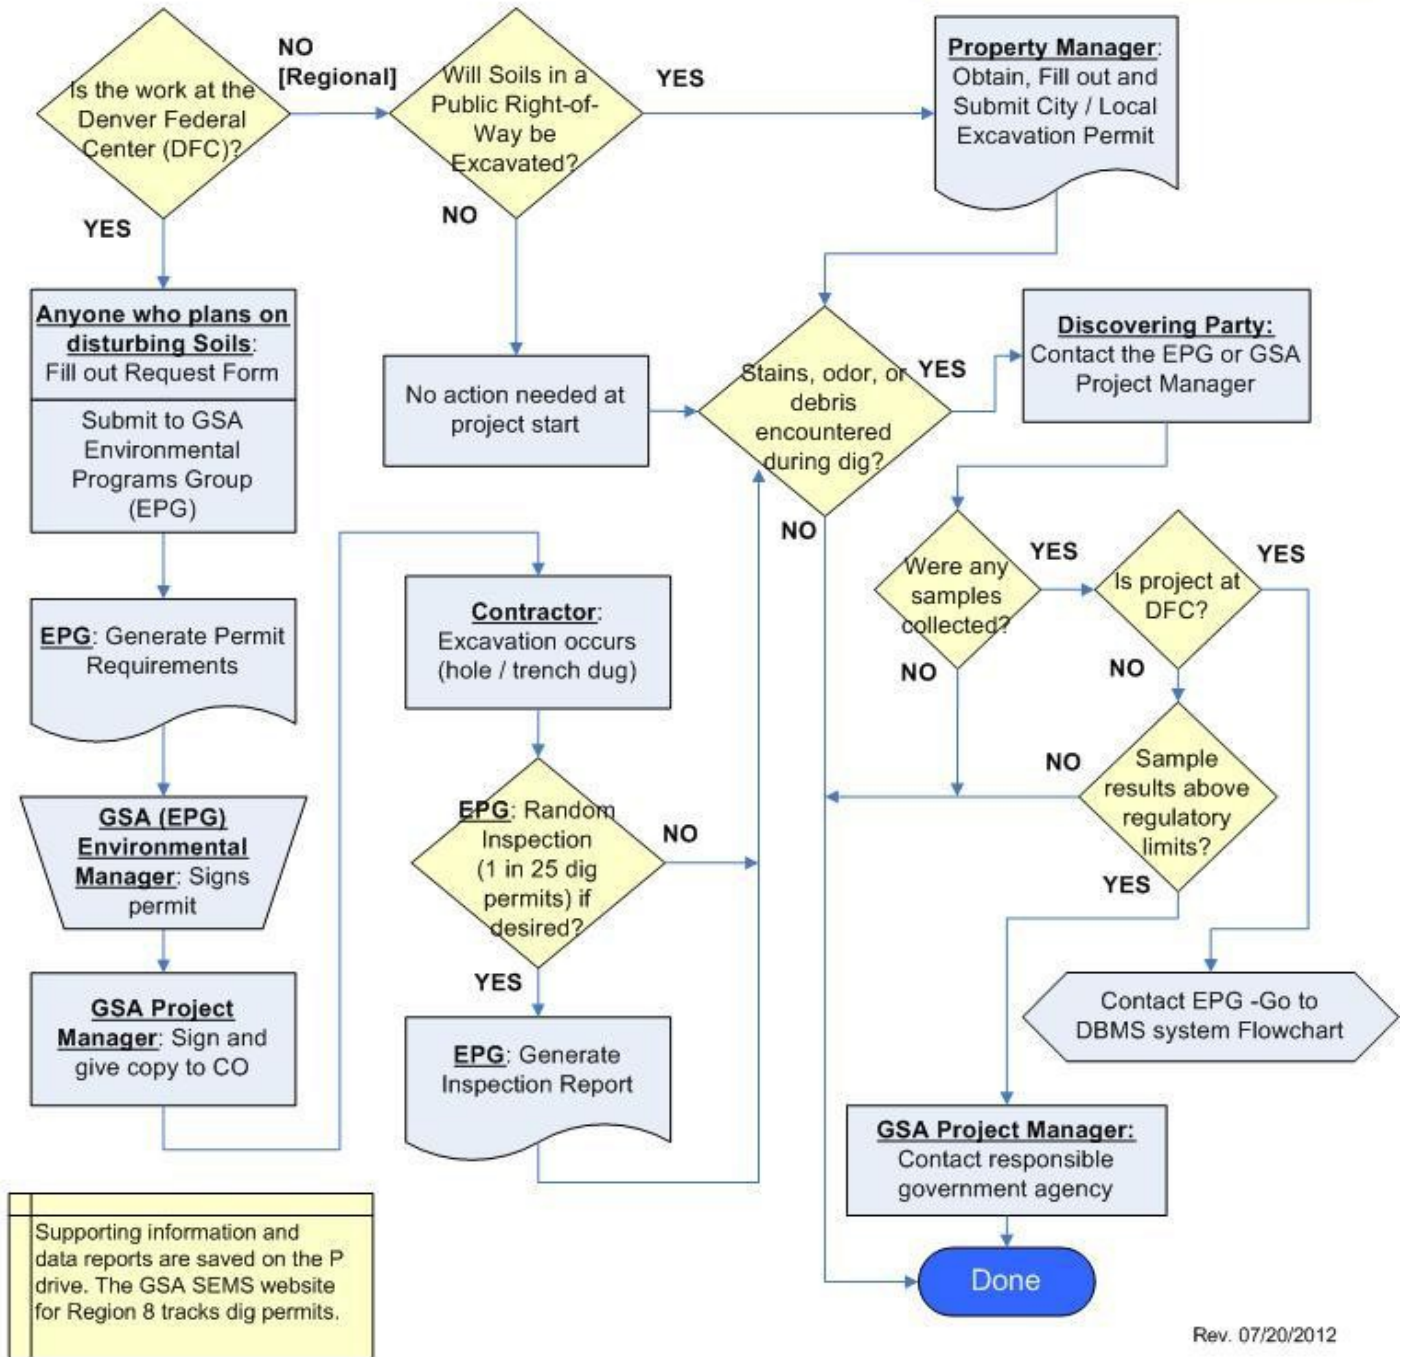 Is the work at the
Denver Federal
Center (DFC)?
NO
[Regional]
YES
Will Soils in a
Public Right-of-
Way be
Excavated?
YES
NO
Property Manager:
Obtain, Fill out and
Submit City / Local
Excavation Permit
Anyone who plans on
disturbing Soils:
Fill out Request Form
Submit to GSA
Environmental
Programs Group
(EPG)
No action needed at
project start
Stains, odor, or
debris
encountered
during dig?
YES
NO
Discovering Party:
Contact the EPG or GSA
Project Manager
EPG: Generate Permit
Requirements
Contractor:
Excavation occurs
(hole / trench dug)
Were any
samples
collected?
YES
NO
Is project at
DFC?
YES
NO
GSA (EPG)
Environmental
Manager: Signs
permit
EPG: Random
Inspection
(1 in 25 dig
permits) if
desired?
NO
YES
Sample
results above
regulatory
limits?
NO
YES
GSA Project
Manager: Sign and
give copy to CO
EPG: Generate
Inspection Report
Contact EPG -Go to
DBMS system Flowchart
GSA Project Manager:
Contact responsible
government agency
Done
Supporting information and
data reports are saved on the P
drive. The GSA SEMS website
for Region 8 tracks dig permits.
Rev. 07/20/2012